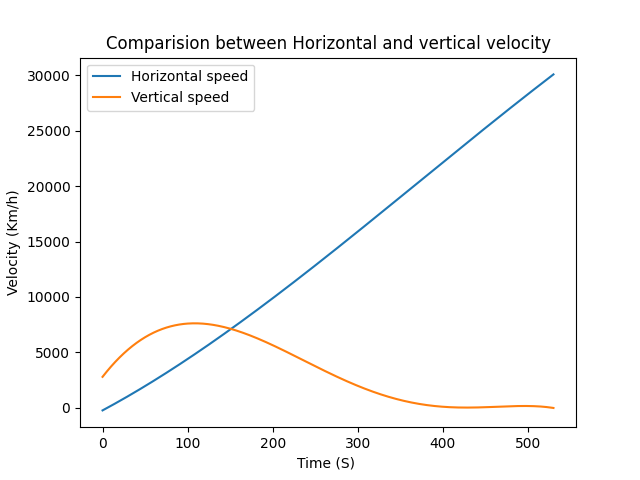 Comparision between Horizontal and vertical velocity
Horizontal speed
Vertical speed
30000
25000
20000
15000
10000
5000
0
Velocity (Km/h)
0 100 200 300 400 500
Time (S)